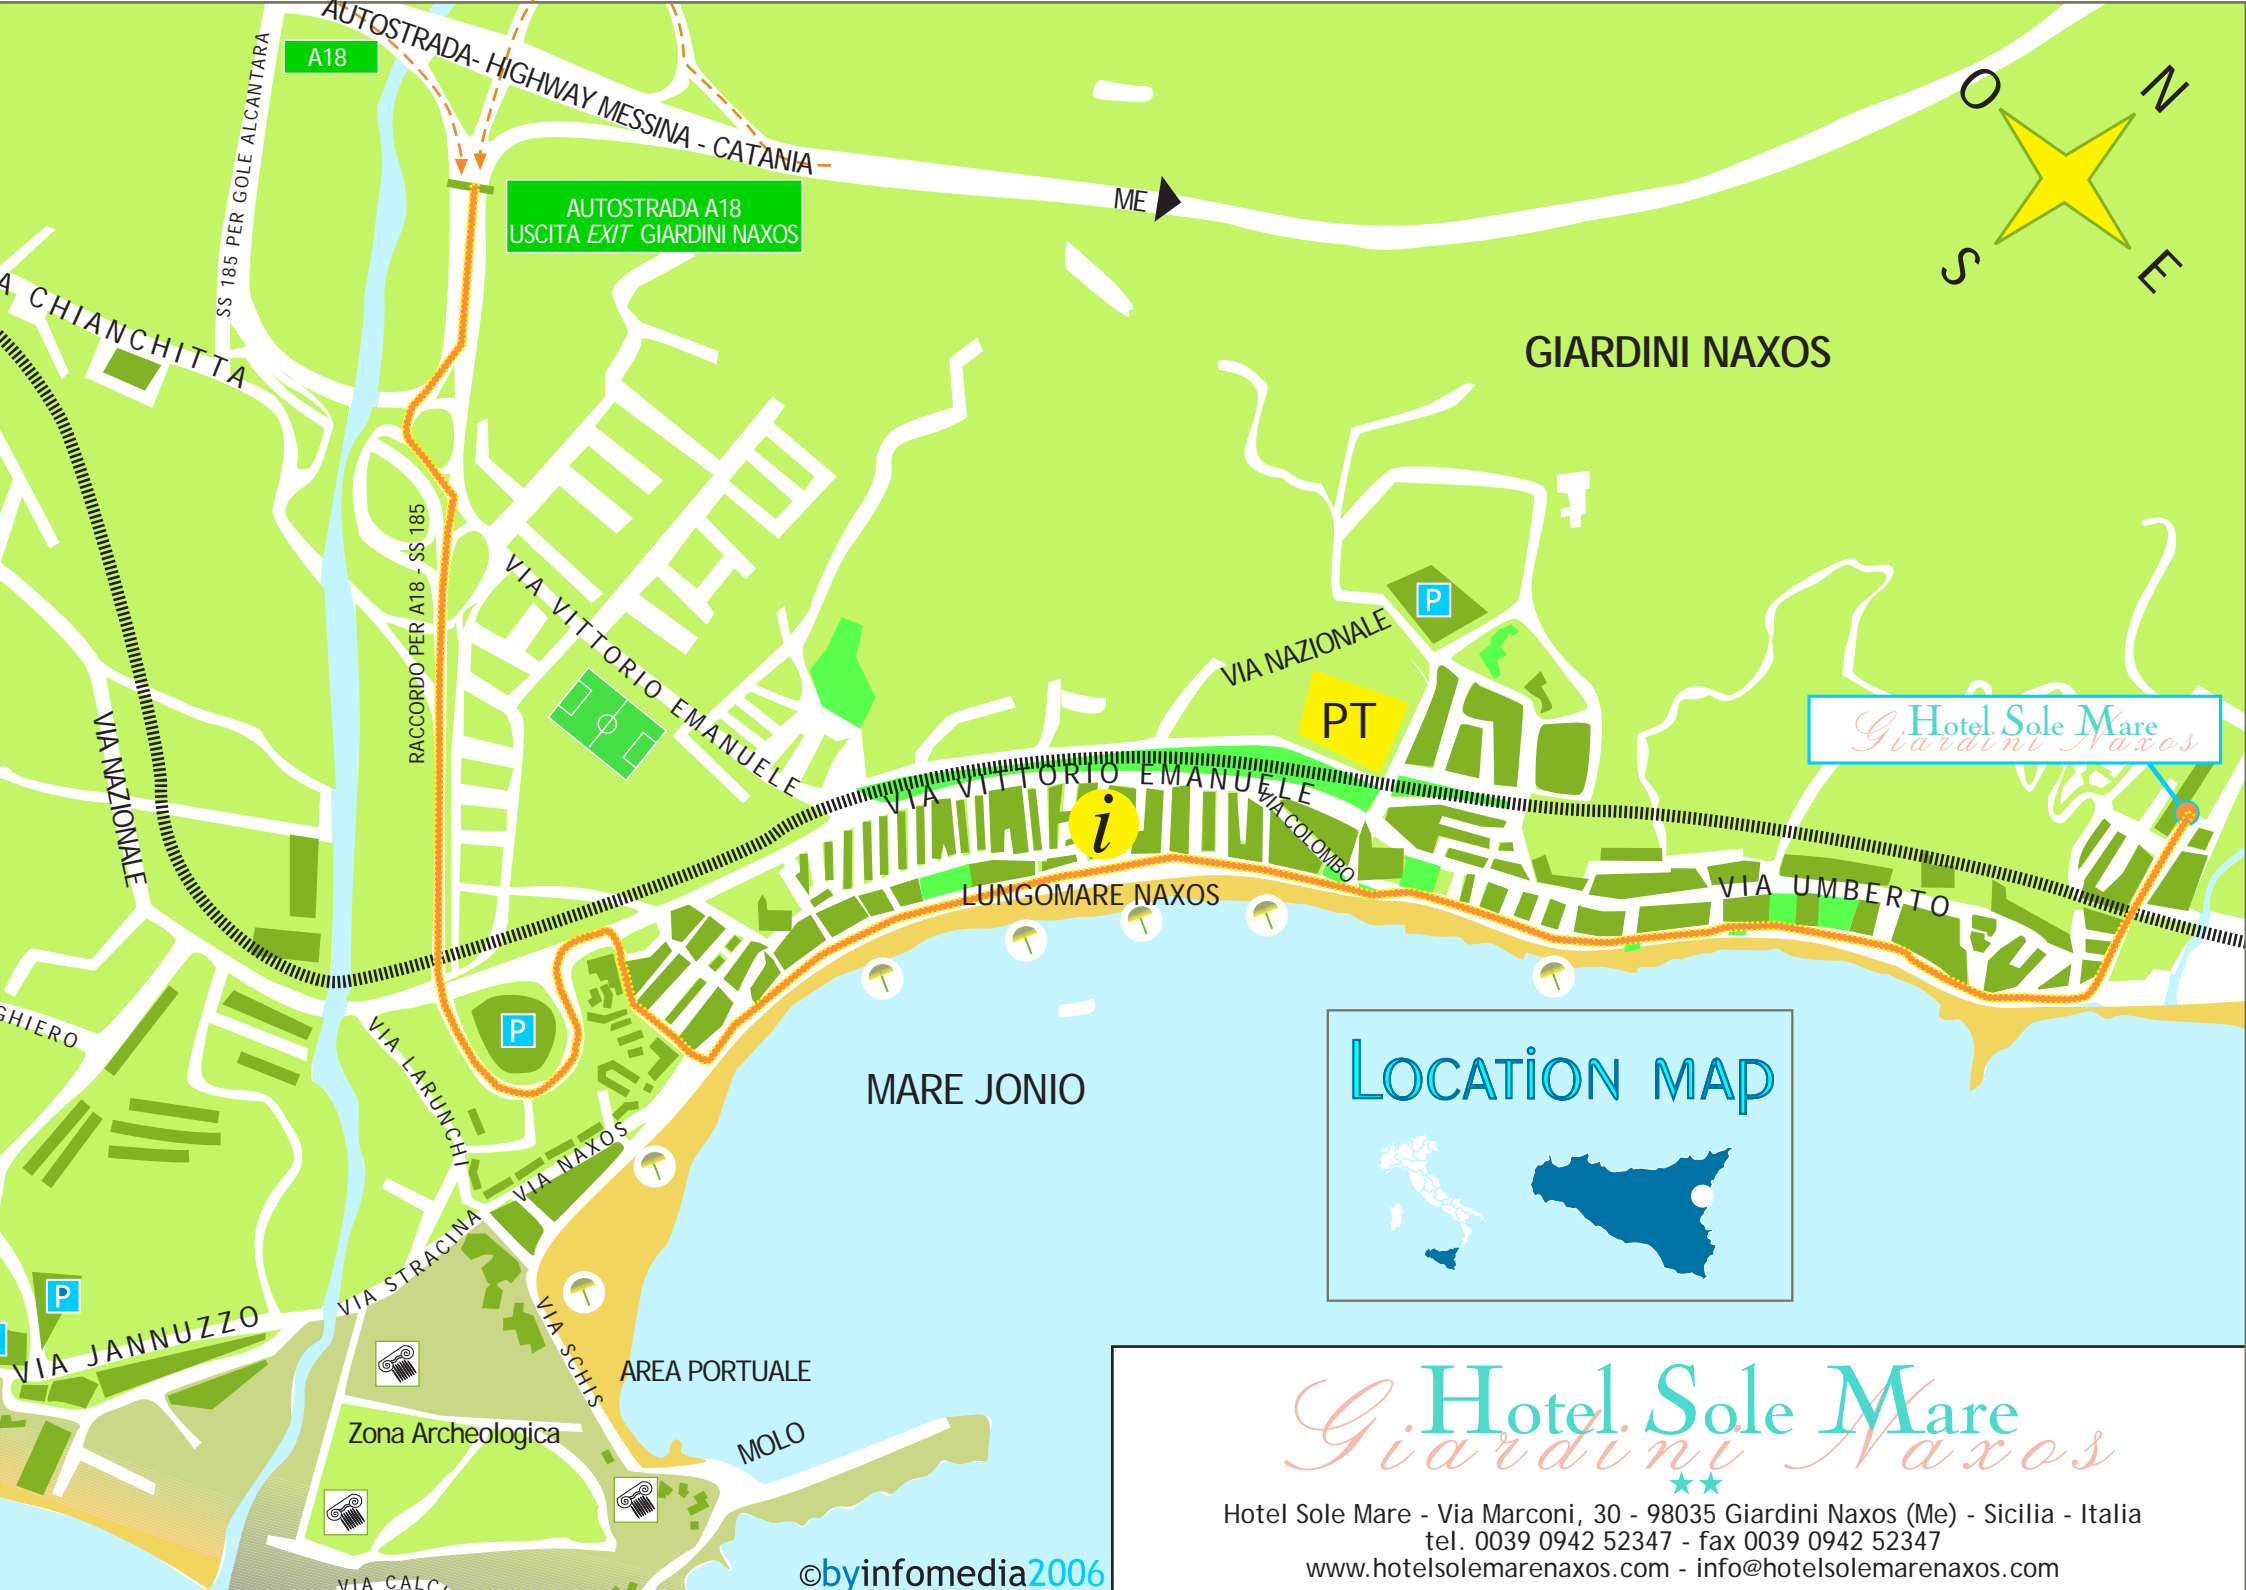 AUTOSTRADA- HIGHWAY MESSINA - CATANIA
A18
SS 185 PER GOLE ALCANTARA
AUTOSTRADA A18
USCITA EXIT GIARDINI NAXOS
ME
O
N
S
E
GIARDINI NAXOS
CHIANCHITTA
RACCORDO PER A18 - SS 185
VIA VITTORIO EMANUELE
VIA NAZIONALE
P
VIA NAZIONALE
PT
Hotel Sole Mare
Giardini Naxos
VIA VITTORIO EMANUELE
i
VIA COLOMBO
LUNGOMARE NAXOS
VIA UMBERTO
P
VIA LARUNCHI
MARE JONIO
LOCATION MAP
VIA NAXOS
VIA STRACINA
P
VIA JANNUZZO
VIA SCHIS
AREA PORTUALE
Zona Archeologica
MOLO
Hotel Sole Mare
Giardini Naxos
Hotel Sole Mare - Via Marconi, 30 - 98035 Giardini Naxos (Me) - Sicilia - Italia
tel. 0039 0942 52347 - fax 0039 0942 52347
www.hotelsolemarenaxos.com - info@hotelsolemarenaxos.com
©byinfomedia2006
VIA